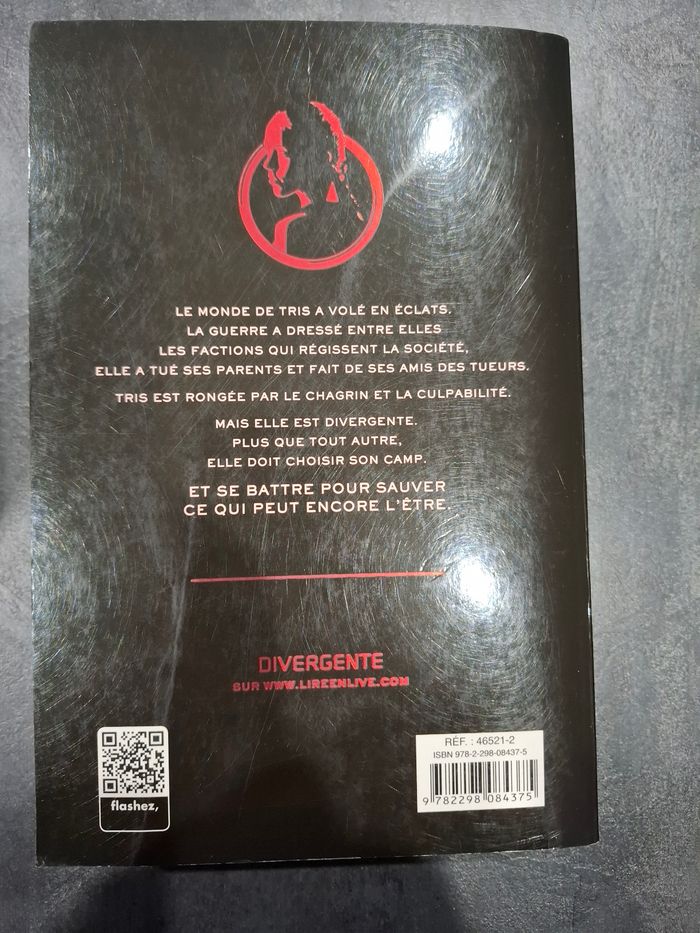 LE MONDE DE TRIS A VOLÉ EN ÉCLATS.
LA GUERRE A DRESSÉ ENTRE ELLES
LES FACTIONS QUI RÉGISSENT LA SOCIÉTÉ,
ELLE A TUÉ SES PARENTS ET FAIT DE SES AMIS DES TUEURS.
TRIS EST RONGÉE PAR LE CHAGRIN ET LA CULPABILITÉ.
MAIS ELLE EST DIVERGENTE.
PLUS QUE TOUT AUTRE,
ELLE DOIT CHOISIR SON CAMP.
ET SE BATTRE POUR SAUVER
CE QUI PEUT ENCORE L'ÊTRE.
DIVERGENTE
SUR WWW.LIREENLIVE.COM
flashez,
RÉF. : 46521-2
ISBN 978-2-298-08437-5
9 782298 084375